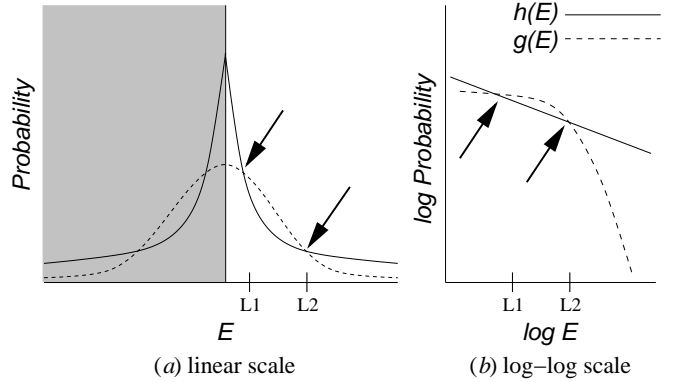 Probability
L1
L2
E
(a) linear scale
h(E)
g(E)
log Probability
L1
L2
log E
(b) log–log scale